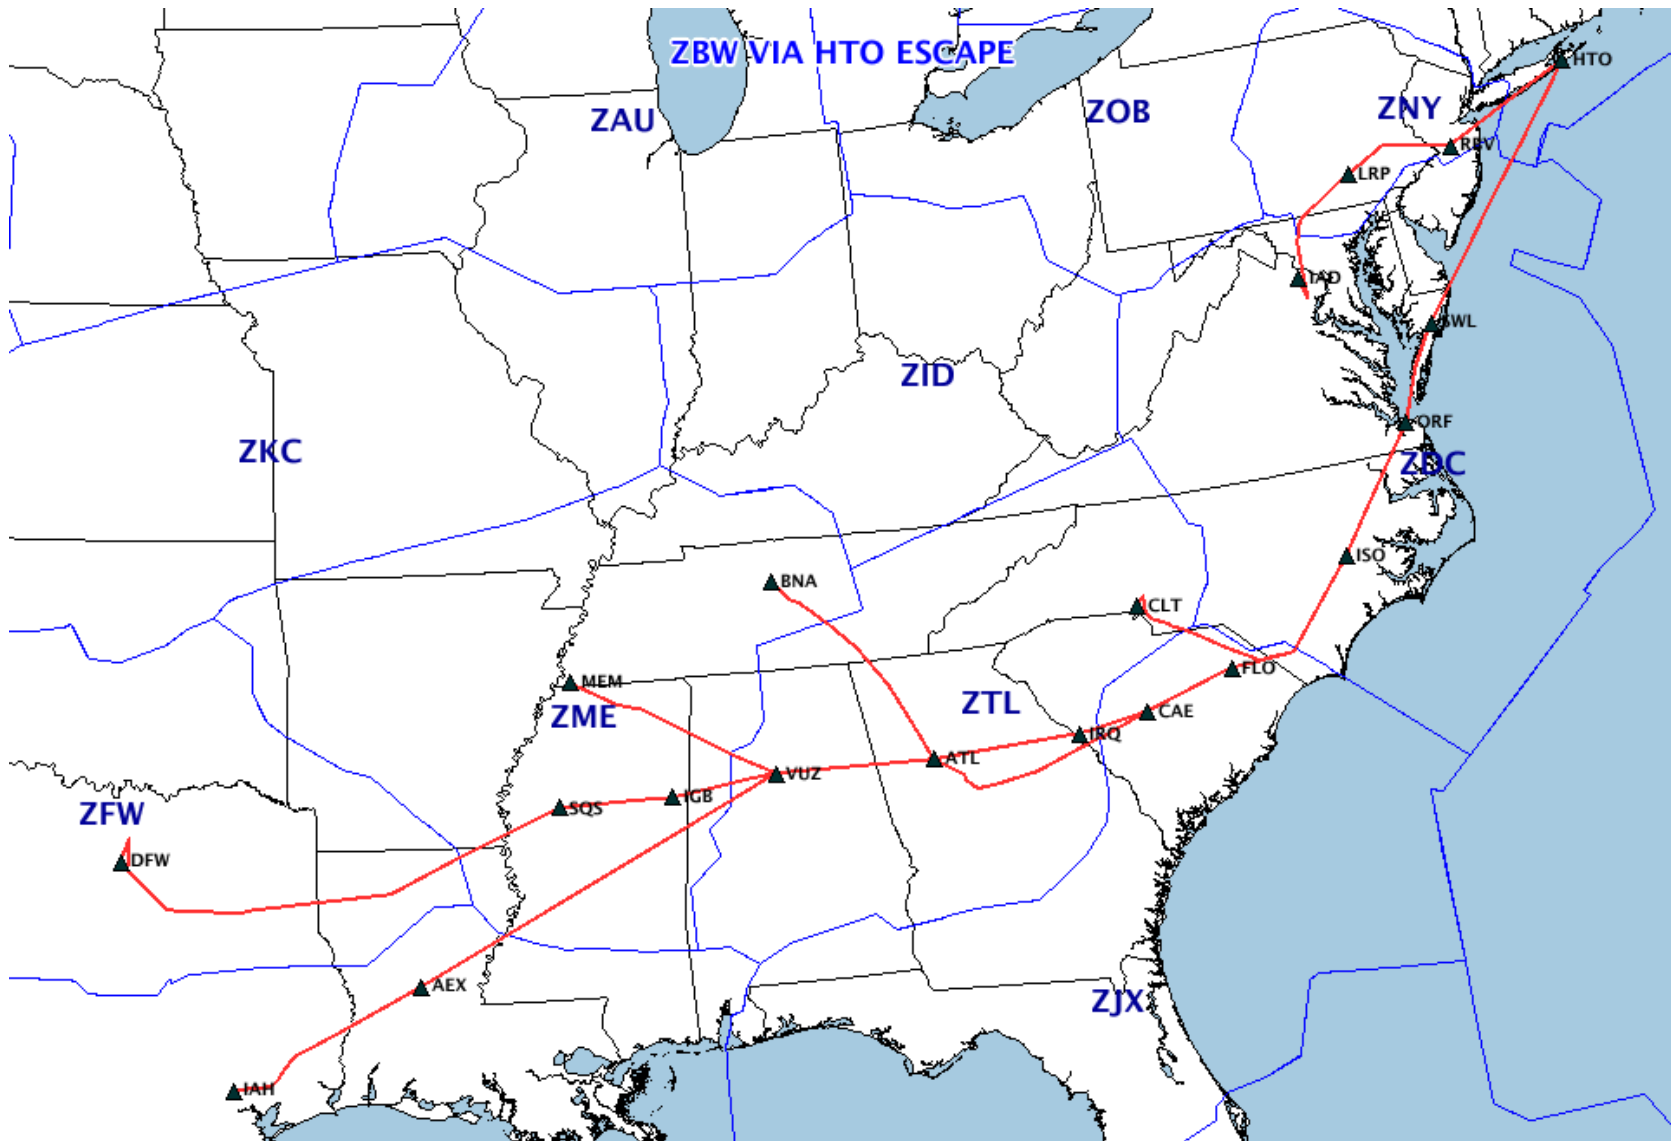 ZBW VIA HTO ESCAPE
HTO
ZAU
ZOB
ZNY
RBV
LRP
IAD
SWL
ZID
ORF
ZKC
ZDC
ISO
BNA
CLT
FLO
MEM
ZME
ZTL
CAE
IRQ
ATL
VUZ
IGB
SQS
ZFW
DFW
AEX
ZJX
IAH